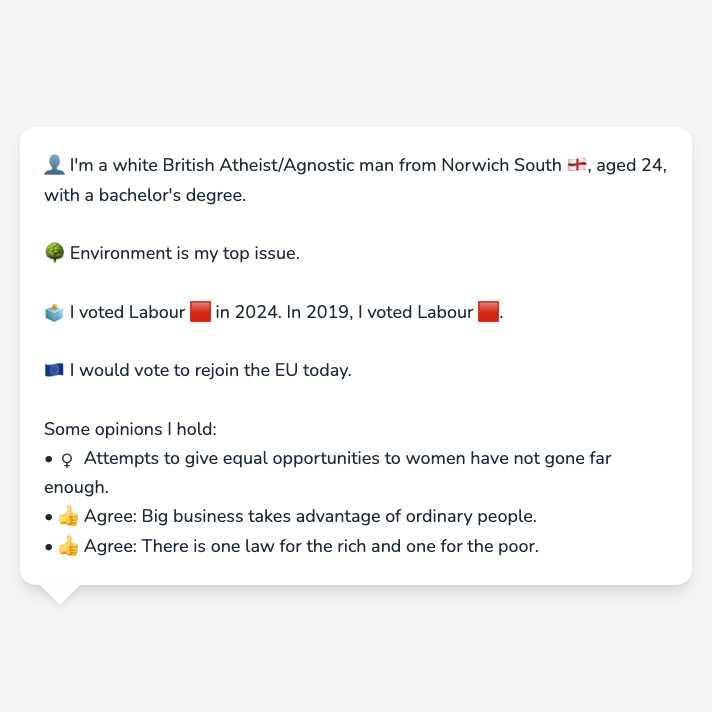 👤 I'm a white British Atheist/Agnostic man from Norwich South 🏴󠁧󠁢󠁥󠁮󠁧󠁿, aged 24,
with a bachelor's degree.
🌳 Environment is my top issue.
🗳️ I voted Labour 🟥 in 2024. In 2019, I voted Labour 🟥.
🇪🇺 I would vote to rejoin the EU today.
Some opinions I hold:
• ♀️ Attempts to give equal opportunities to women have not gone far
enough.
• 👍 Agree: Big business takes advantage of ordinary people.
• 👍 Agree: There is one law for the rich and one for the poor.